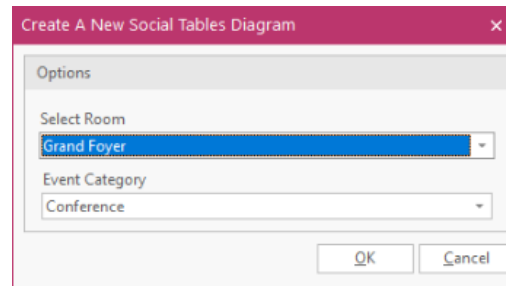 Create A New Social Tables Diagram ×
Options
Select Room
Grand Foyer
Event Category
Conference
OK Cancel